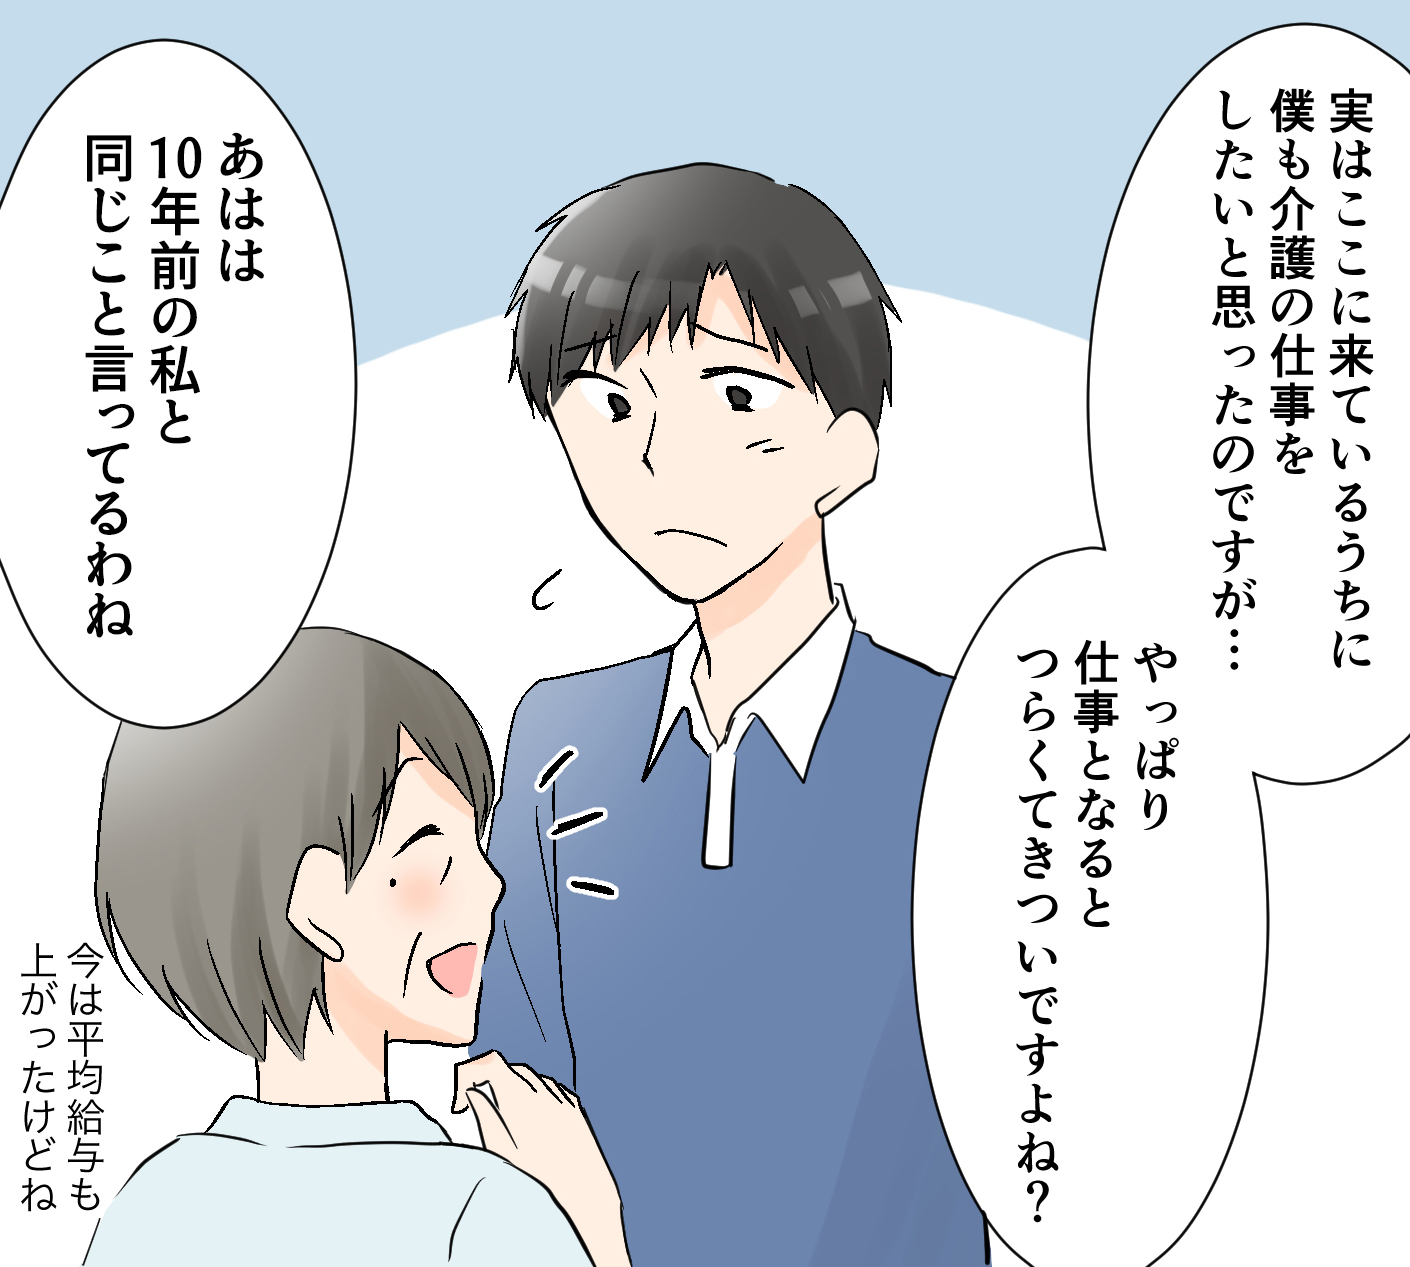 実はここに来ているうちに
僕も介護の仕事を
したいと思ったのですが…
やっぱり
仕事となると
つらくてきついですよね？
あはは
10年前の私と
同じこと言ってるわね
今は平均給与も
上がったけどね